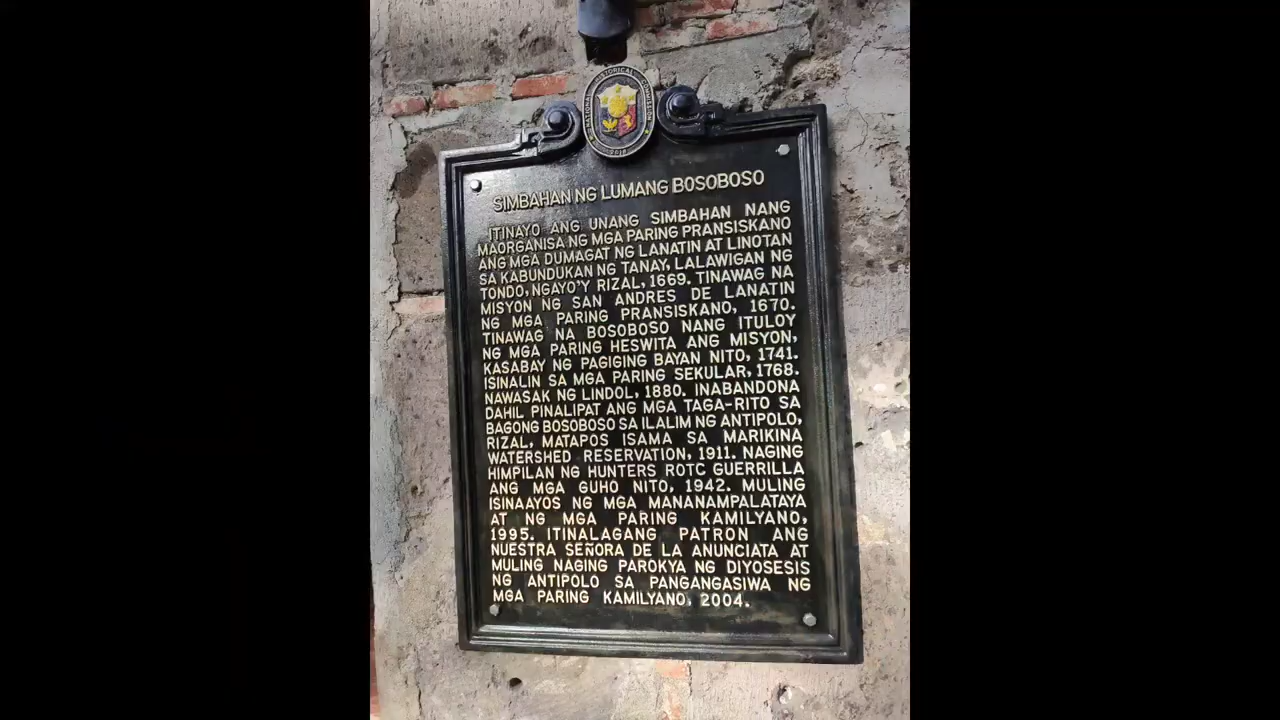 NATIONAL HISTORICAL COMMISSION
SIMBAHAN NG LUMANG BOSOBOSO
ITINAYO ANG UNANG SIMBAHAN NANG
MAORGANISA NG MGA PARING PRANSISKANO
ANG MGA DUMAGAT NG LANATIN AT LINOTAN
SA KABUNDUKAN NG TANAY, LALAWIGAN NG
TONDO, NGAYO'Y RIZAL, 1669. TINAWAG NA
MISYON NG SAN ANDRES DE LANATIN
NG MGA PARING PRANSISKANO, 1670.
TINAWAG NA BOSOBOSO NANG ITULOY
NG MGA PARING HESWITA ANG MISYON,
KASABAY NG PAGIGING BAYAN NITO, 1741.
ISINALIN SA MGA PARING SEKULAR, 1768.
NAWASAK NG LINDOL, 1880. INABANDONA
DAHIL PINALIPAT ANG MGA TAGA-RITO SA
BAGONG BOSOBOSO SA ILALIM NG ANTIPOLO,
RIZAL, MATAPOS ISAMA SA MARIKINA
WATERSHED RESERVATION, 1911. NAGING
HIMPILAN NG HUNTERS ROTC GUERRILLA
ANG MGA GUHO NITO, 1942. MULING
ISINAAYOS NG MGA MANANAMPALATAYA
AT NG MGA PARING KAMILYANO,
1995. ITINALAGANG PATRON ANG
NUESTRA SEÑORA DE LA ANUNCIATA AT
MULING NAGING PAROKYA NG DIYOSESIS
NG ANTIPOLO SA PANGANGASIWA NG
MGA PARING KAMILYANO, 2004.